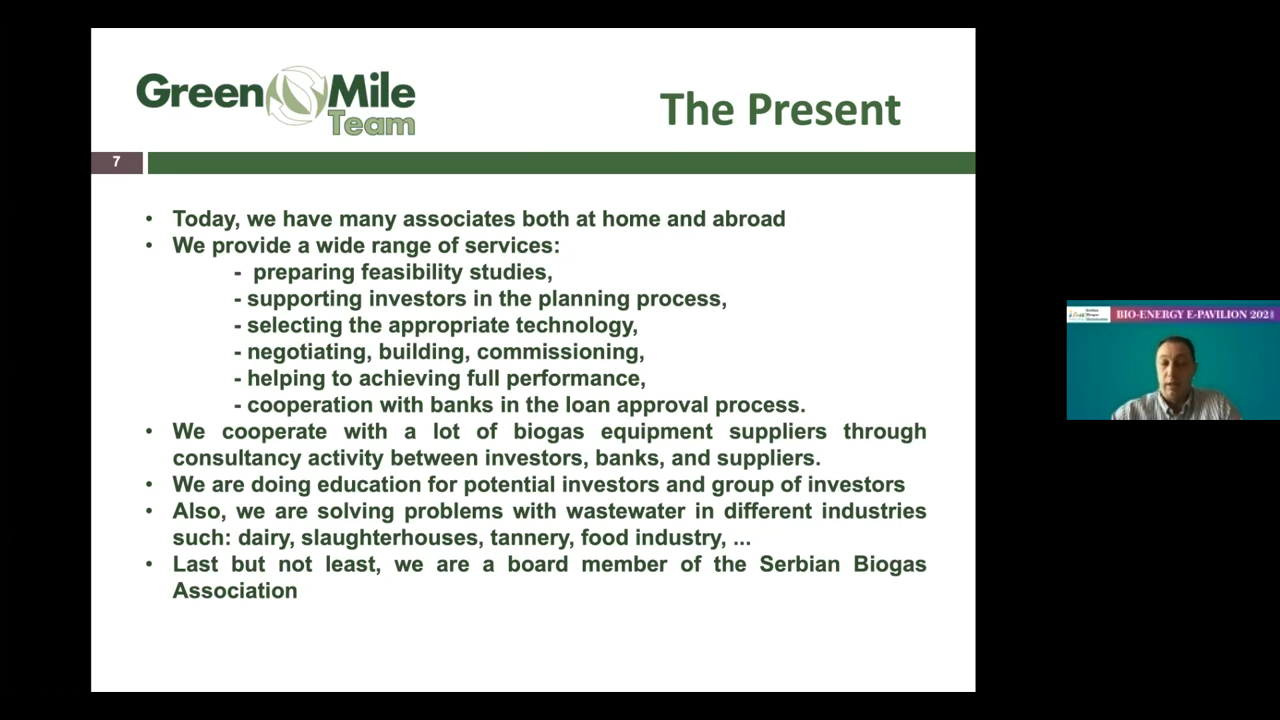 Green Mile
Team
The Present
7
• Today, we have many associates both at home and abroad
• We provide a wide range of services:
- preparing feasibility studies,
- supporting investors in the planning process,
- selecting the appropriate technology,
- negotiating, building, commissioning,
- helping to achieving full performance,
- cooperation with banks in the loan approval process.
• We cooperate with a lot of biogas equipment suppliers through
consultancy activity between investors, banks, and suppliers.
• We are doing education for potential investors and group of investors
• Also, we are solving problems with wastewater in different industries
such: dairy, slaughterhouses, tannery, food industry, ...
• Last but not least, we are a board member of the Serbian Biogas
Association
BIO-ENERGY E-PAVILION 202